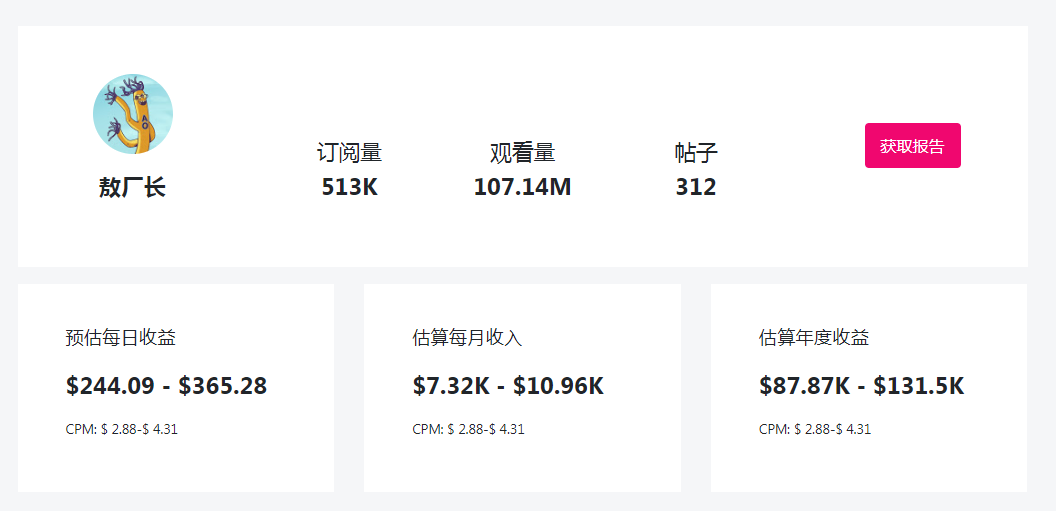 敖厂长
订阅量
513K
观看量
107.14M
帖子
312
获取报告
预估每日收益
$244.09 - $365.28
CPM: $ 2.88-$ 4.31
估算每月收入
$7.32K - $10.96K
CPM: $ 2.88-$ 4.31
估算年度收益
$87.87K - $131.5K
CPM: $ 2.88-$ 4.31